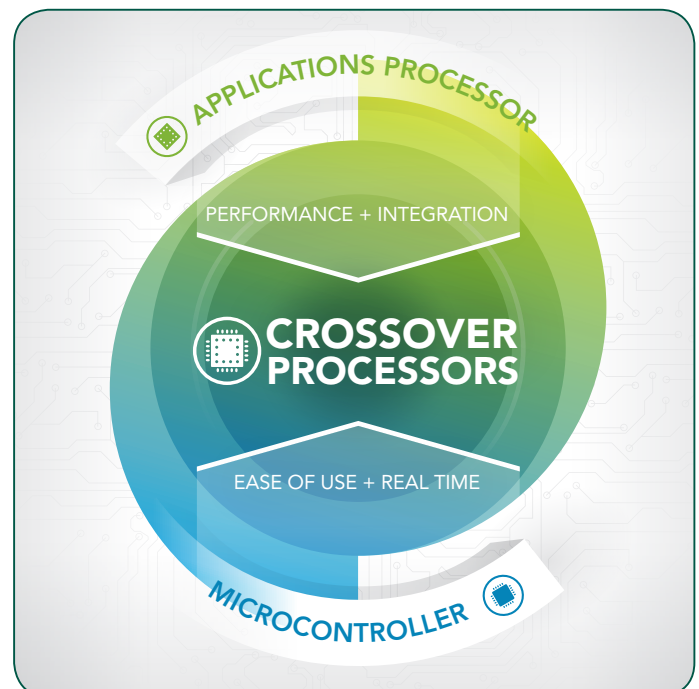 APPLICATIONS PROCESSOR
PERFORMANCE + INTEGRATION
CROSSOVER
PROCESSORS
EASE OF USE + REAL TIME
MICROCONTROLLER